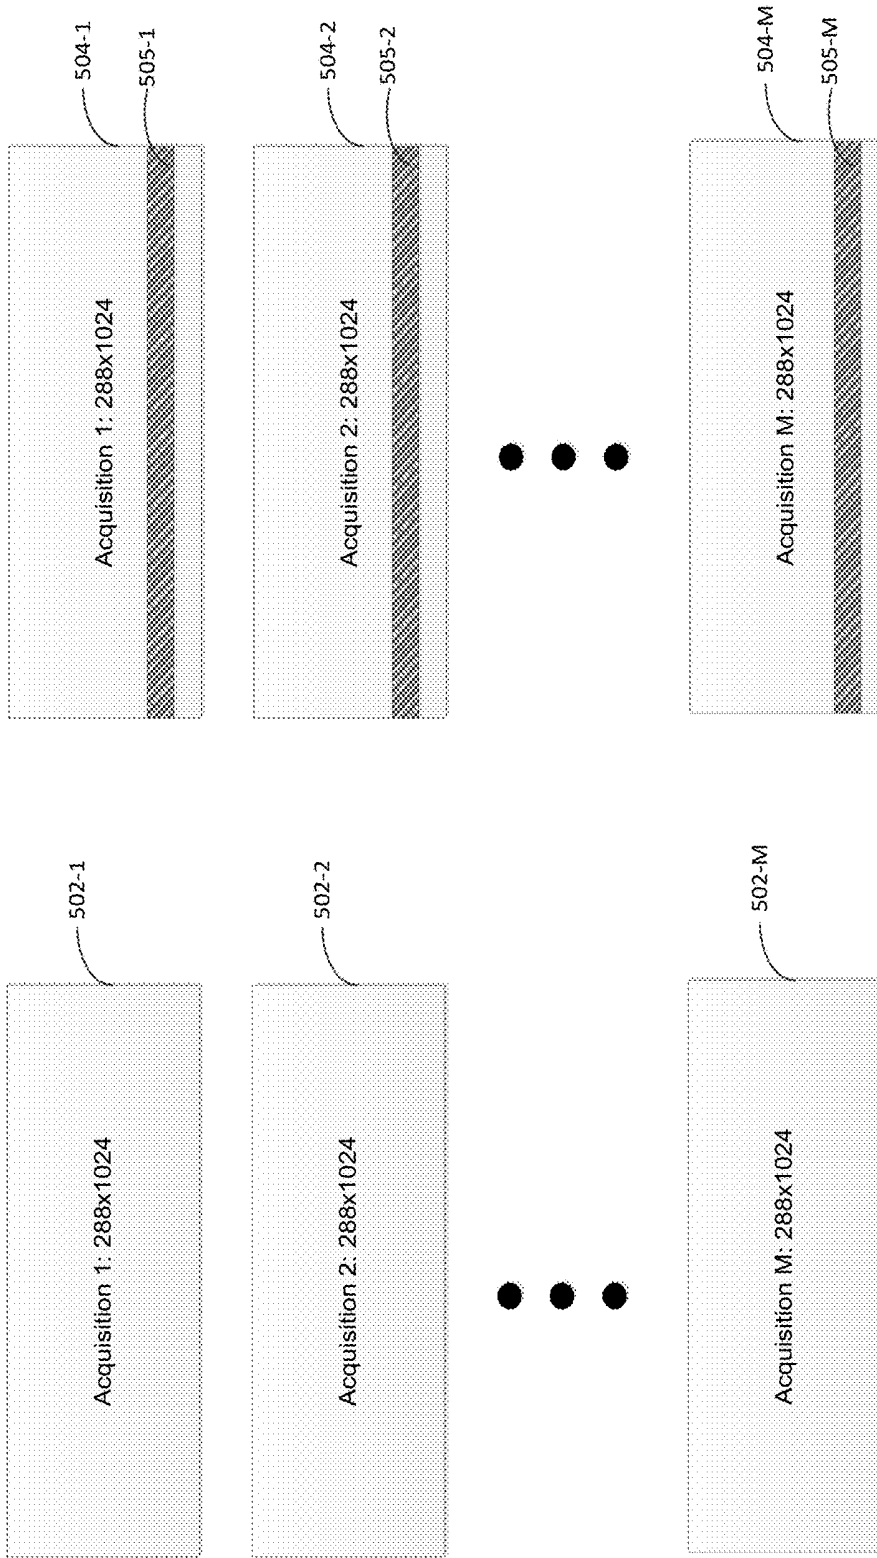 Acquisition 1: 288x1024
502-1
Acquisition 2: 288x1024
502-2
Acquisition M: 288x1024
502-M
Acquisition 1: 288x1024
504-1
505-1
Acquisition 2: 288x1024
504-2
505-2
Acquisition M: 288x1024
504-M
505-M